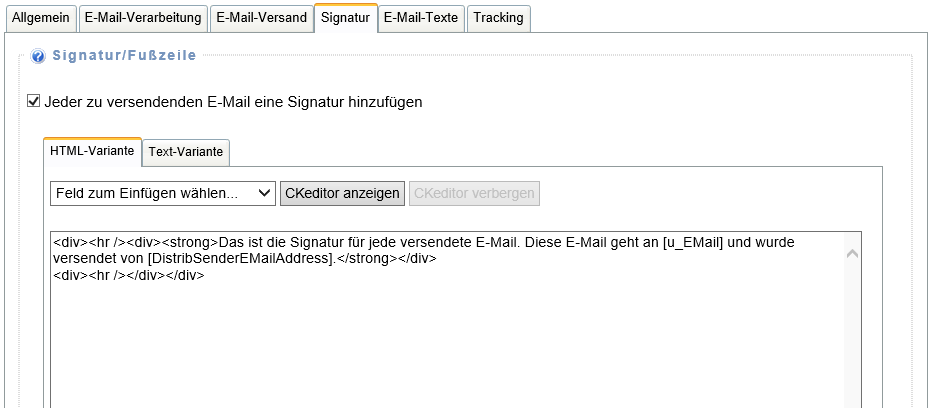 Allgemein E-Mail-Verarbeitung E-Mail-Versand Signatur E-Mail-Texte Tracking
Signatur/Fußzeile
Jeder zu versendenden E-Mail eine Signatur hinzufügen
HTML-Variante Text-Variante
Feld zum Einfügen wählen... CKeditor anzeigen CKeditor verbergen
<div><hr /><div><strong>Das ist die Signatur für jede versendete E-Mail. Diese E-Mail geht an [u_EMail] und wurde
versendet von [DistribSenderEMailAddress].</strong></div>
<div><hr /></div></div>